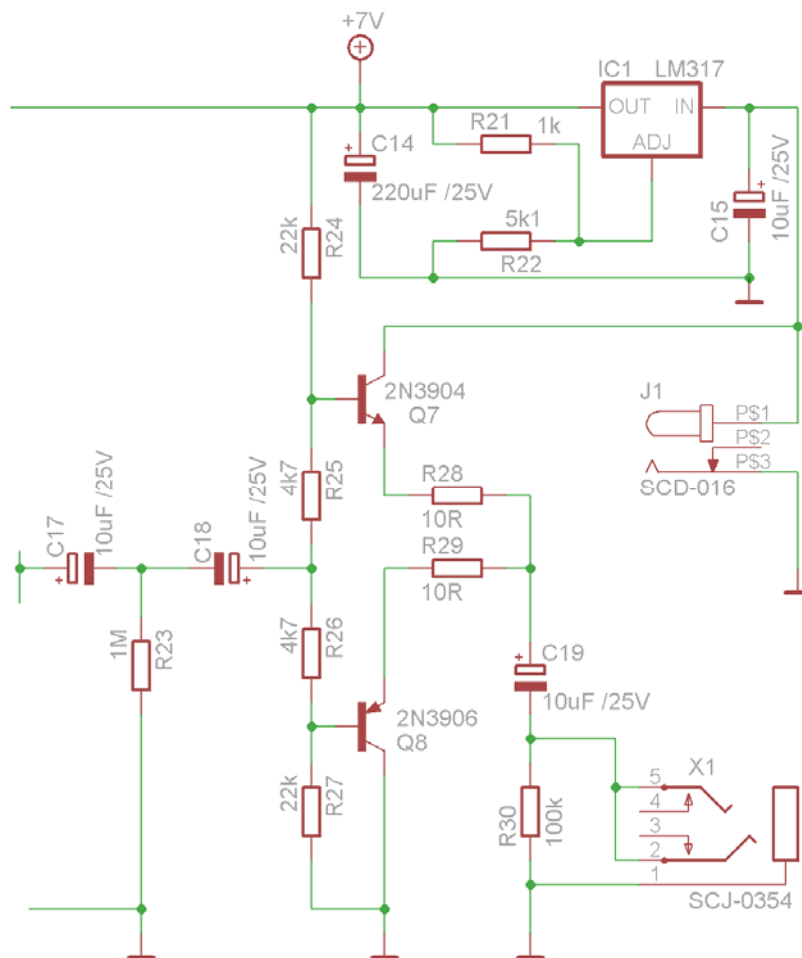 +7V
IC1 LM317
OUT IN
ADJ
R21 1k
C14
220uF /25V
C15
10uF /25V
5k1
R22
22k
R24
2N3904
Q7
J1
P$1
P$2
P$3
SCD-016
4k7
R25
R28
10R
C17
10uF /25V
C18
10uF /25V
R29
10R
1M
R23
4k7
R26
C19
10uF /25V
2N3906
Q8
22k
R27
R30
100k
X1
5
4
3
2
1
SCJ-0354